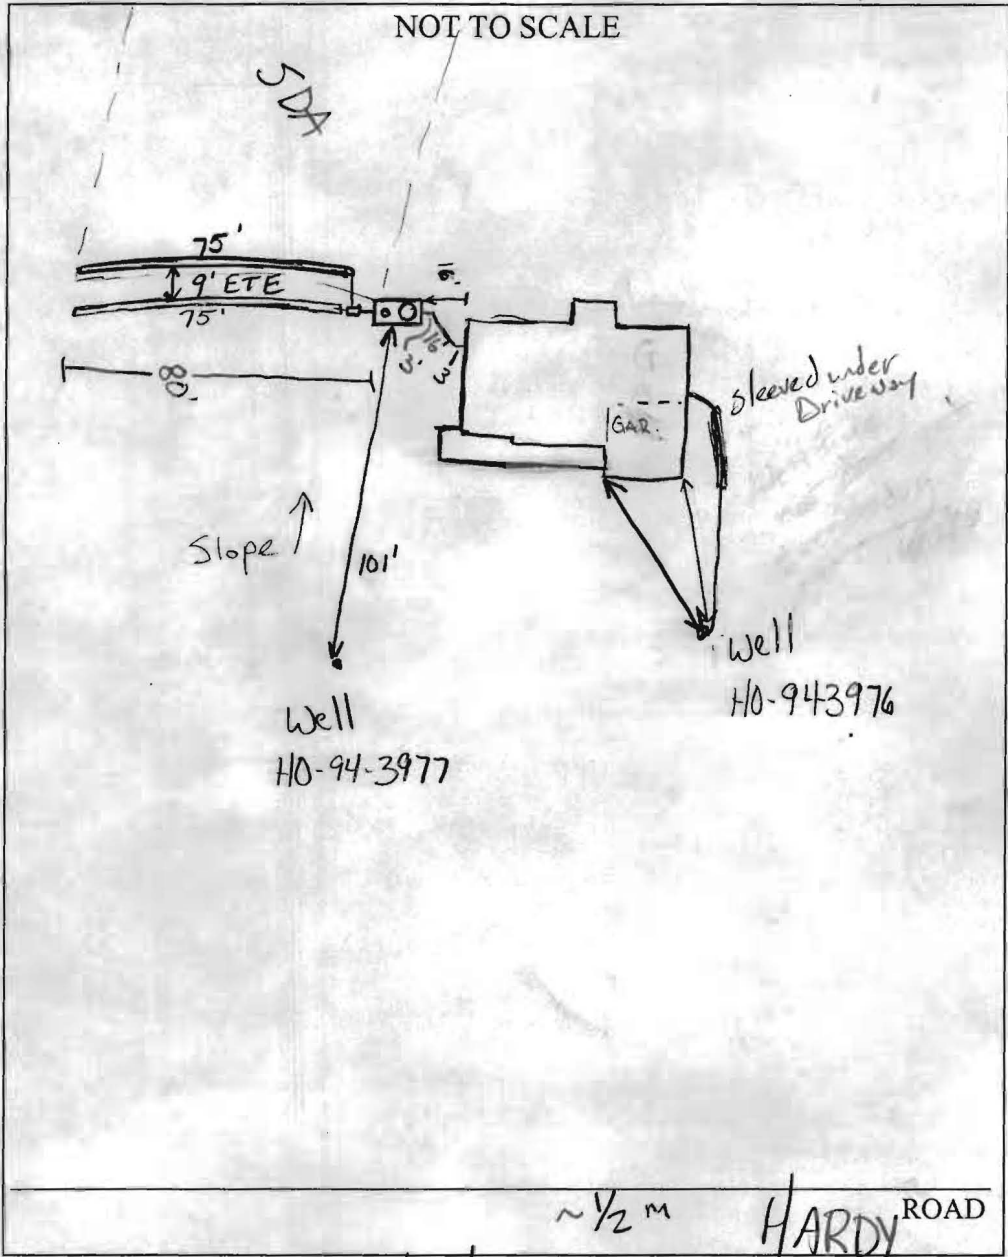 NOT TO SCALE
SDA
75'
9' ETE
75'
16'
3'
3'
80'
GAR.
Sleeved under
Driveway
Slope
101'
Well
HO-943976
Well
HO-94-3977
~ 1/2 m
HARDY ROAD